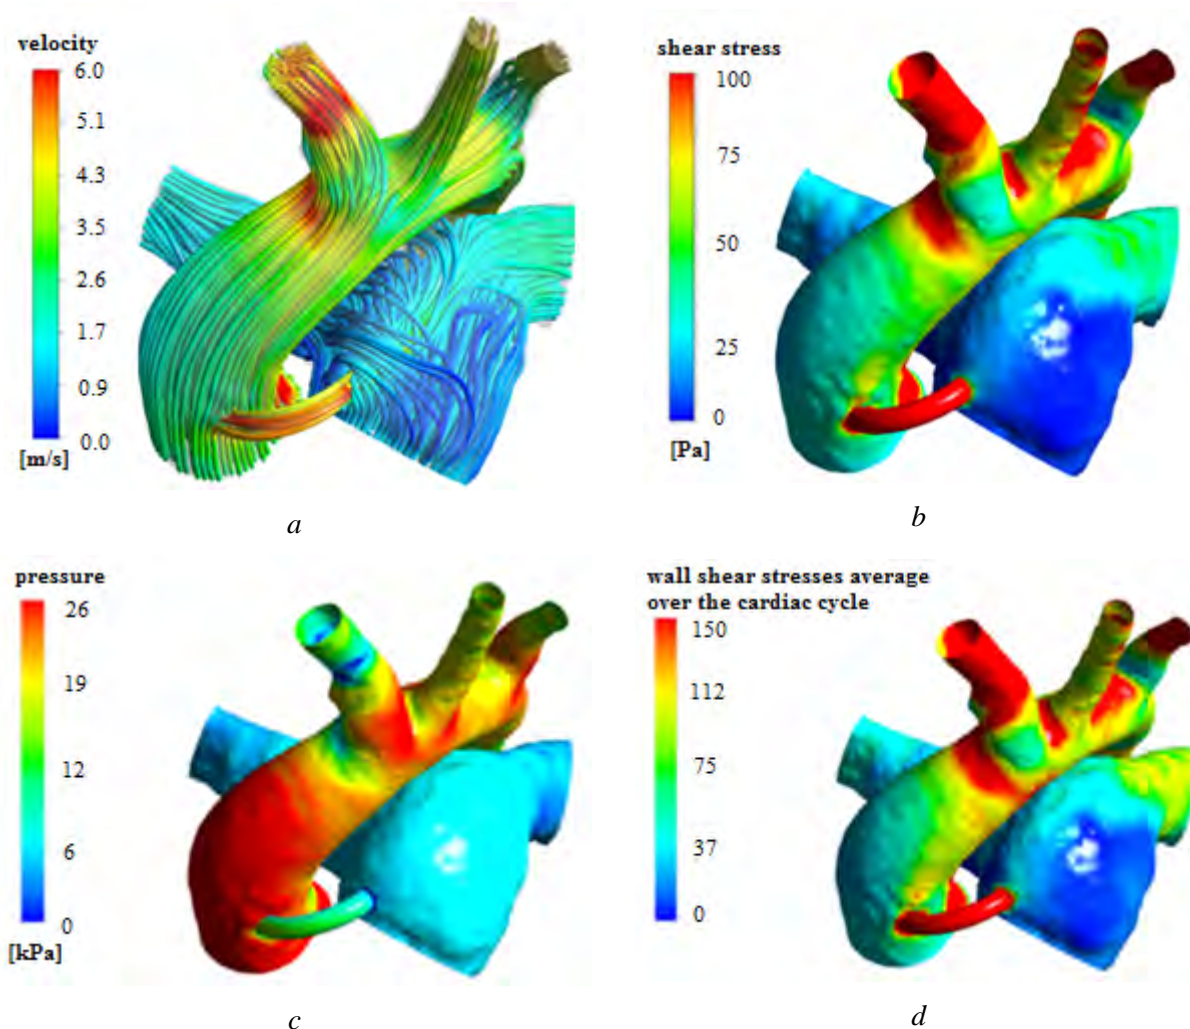 velocity
6.0
5.1
4.3
3.5
2.6
1.7
0.9
0.0
[m/s]
a
shear stress
100
75
50
25
0
[Pa]
b
pressure
26
19
12
6
0
[kPa]
c
wall shear stresses average
over the cardiac cycle
150
112
75
37
0
d